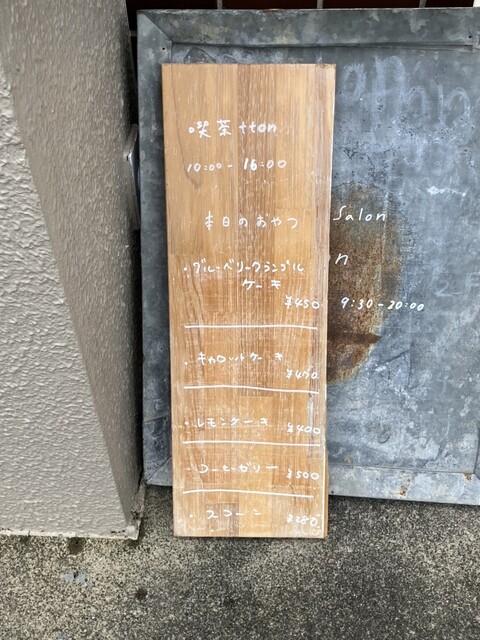 喫茶tton
10:00-16:00
本日のおやつ
・ブルーベリークランブル
ケーキ
¥450
・キャロットケーキ
¥450
・レモンケーキ ¥400
・コーヒーゼリー ¥500
・スコーン ¥280
Salon
9:30-20:00